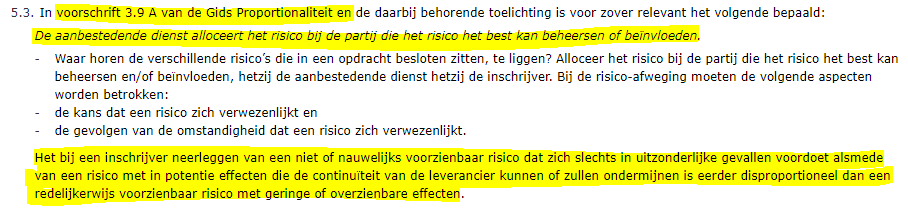 5.3. In voorschrift 3.9 A van de Gids Proportionaliteit en de daarbij behorende toelichting is voor zover relevant het volgende bepaald:
De aanbestedende dienst alloceert het risico bij de partij die het risico het best kan beheersen of beïnvloeden.
- Waar horen de verschillende risico's die in een opdracht besloten zitten, te liggen? Alloceer het risico bij de partij die het risico het best kan
beheersen en/of beïnvloeden, hetzij de aanbestedende dienst hetzij de inschrijver. Bij de risico-afweging moeten de volgende aspecten
worden betrokken:
- de kans dat een risico zich verwezenlijkt en
- de gevolgen van de omstandigheid dat een risico zich verwezenlijkt.
Het bij een inschrijver neerleggen van een niet of nauwelijks voorzienbaar risico dat zich slechts in uitzonderlijke gevallen voordoet alsmede
van een risico met in potentie effecten die de continuïteit van de leverancier kunnen of zullen ondermijnen is eerder disproportioneel dan een
redelijkerwijs voorzienbaar risico met geringe of overzienbare effecten.